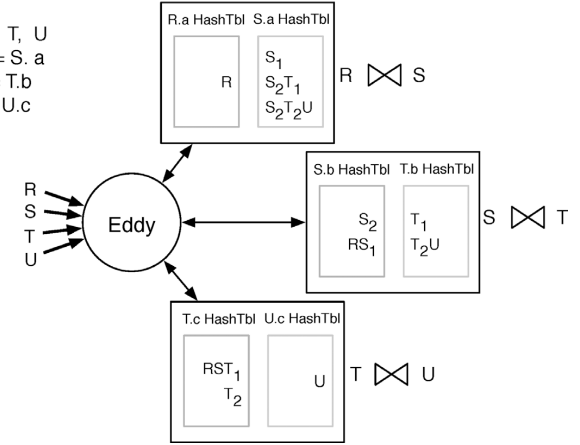 T, U
= S. a
T.b
U.c
R.a HashTbl S.a HashTbl
R
S1
S2T1
S2T2U
R ⋈ S
S.b HashTbl T.b HashTbl
S2
RS1
T1
T2U
S ⋈ T
R
S
T
U
Eddy
T.c HashTbl U.c HashTbl
RST1
T2
U
T ⋈ U